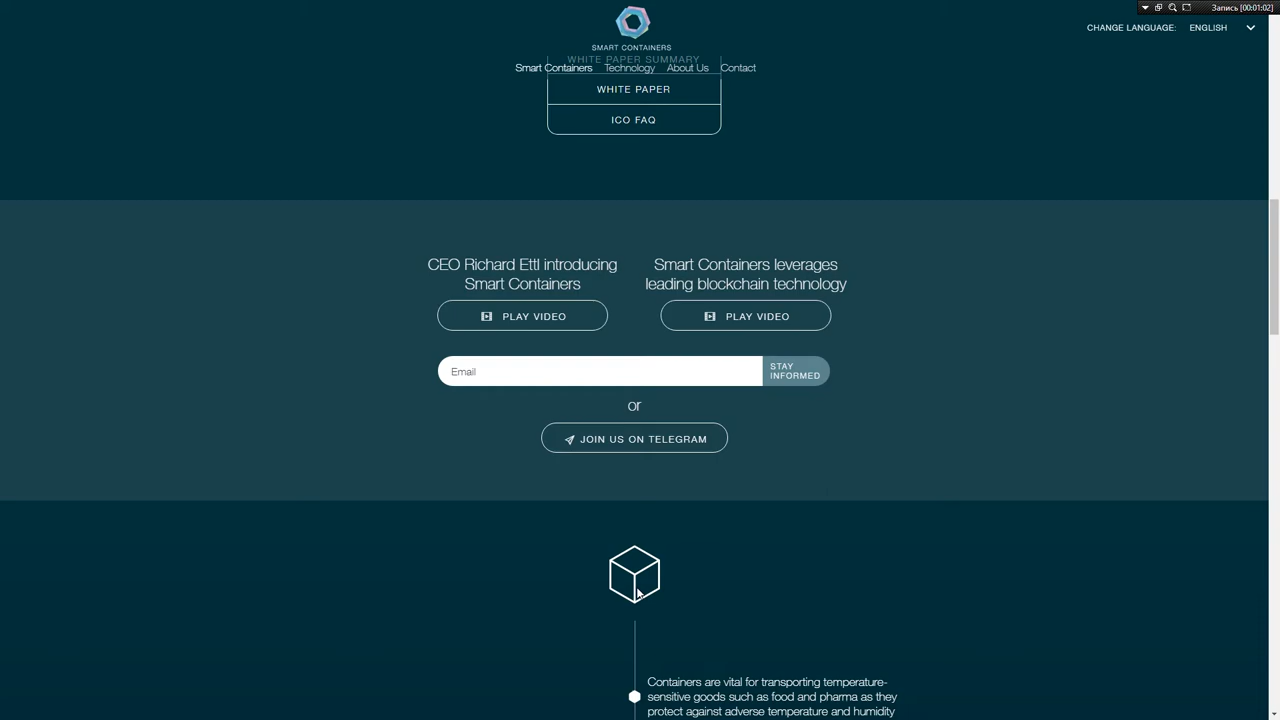 Запись [00:01:02]
CHANGE LANGUAGE: ENGLISH
SMART CONTAINERS
WHITE PAPER SUMMARY
Smart Containers Technology About Us Contact
WHITE PAPER
ICO FAQ
CEO Richard Ettl introducing
Smart Containers
PLAY VIDEO
Smart Containers leverages
leading blockchain technology
PLAY VIDEO
Email
STAY
INFORMED
or
JOIN US ON TELEGRAM
Containers are vital for transporting temperature-
sensitive goods such as food and pharma as they
protect against adverse temperature and humidity